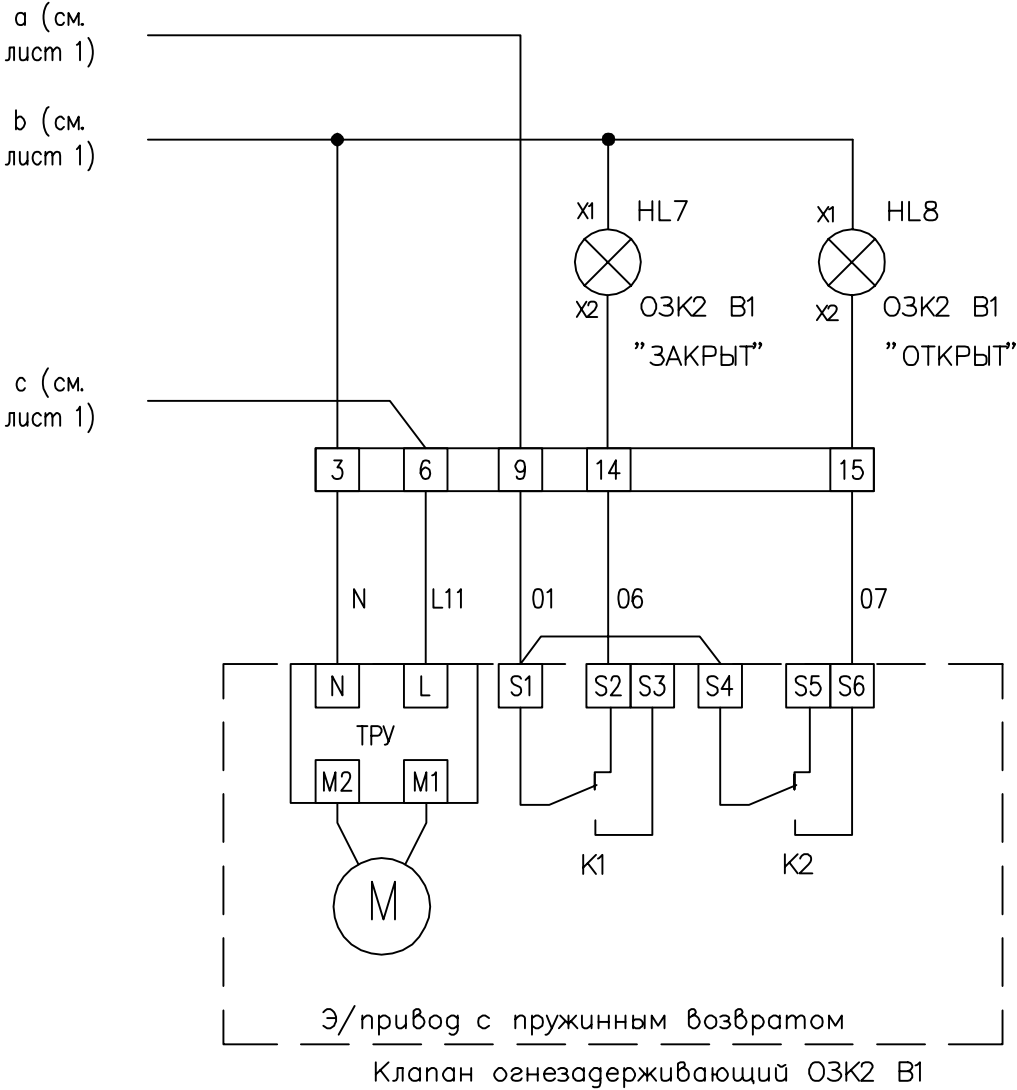 а (см.
лист 1)
b (см.
лист 1)
X1 HL7
X1 HL8
X2 ОЗК2 В1
"ЗАКРЫТ"
X2 ОЗК2 В1
"ОТКРЫТ"
с (см.
лист 1)
3 6 9 14 15
N L11 01 06 07
N L S1 S2 S3 S4 S5 S6
ТРУ
M2 M1
K1 K2
M
Э/привод с пружинным возвратом
Клапан огнезадерживающий ОЗК2 В1